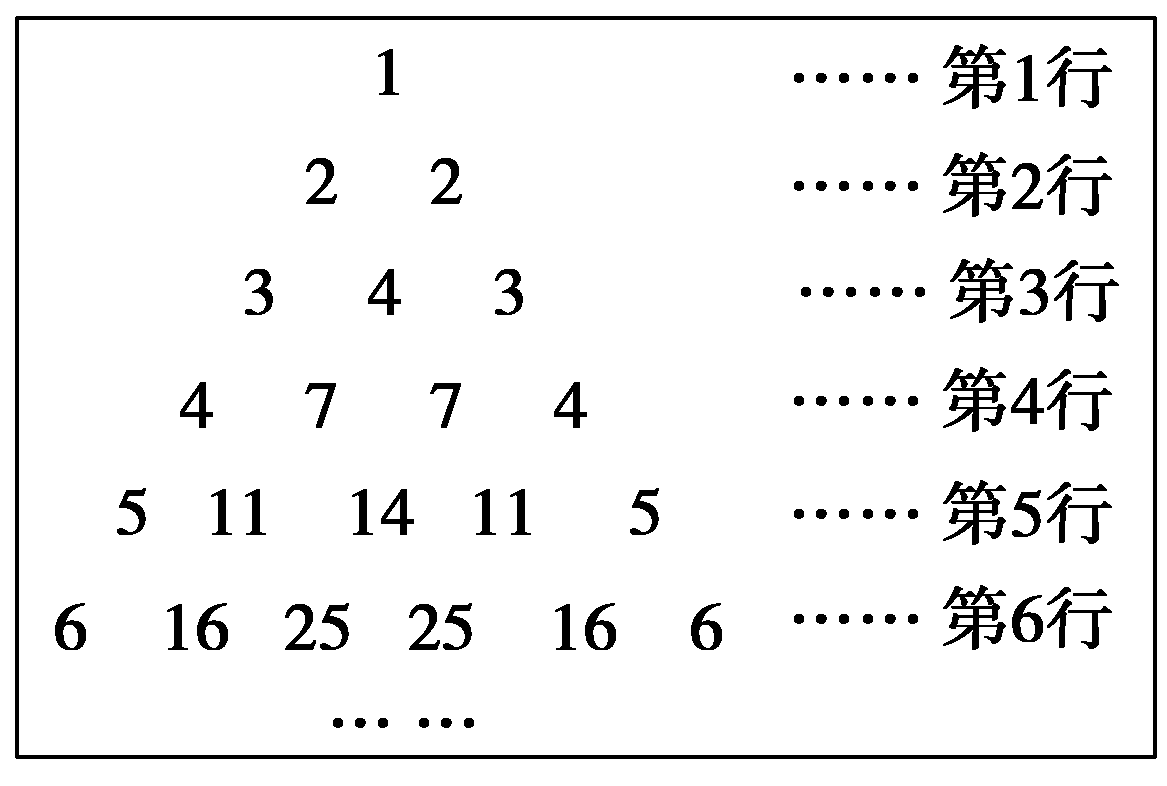 1 …… 第1行
2 2 …… 第2行
3 4 3 …… 第3行
4 7 7 4 …… 第4行
5 11 14 11 5 …… 第5行
6 16 25 25 16 6 …… 第6行
… …